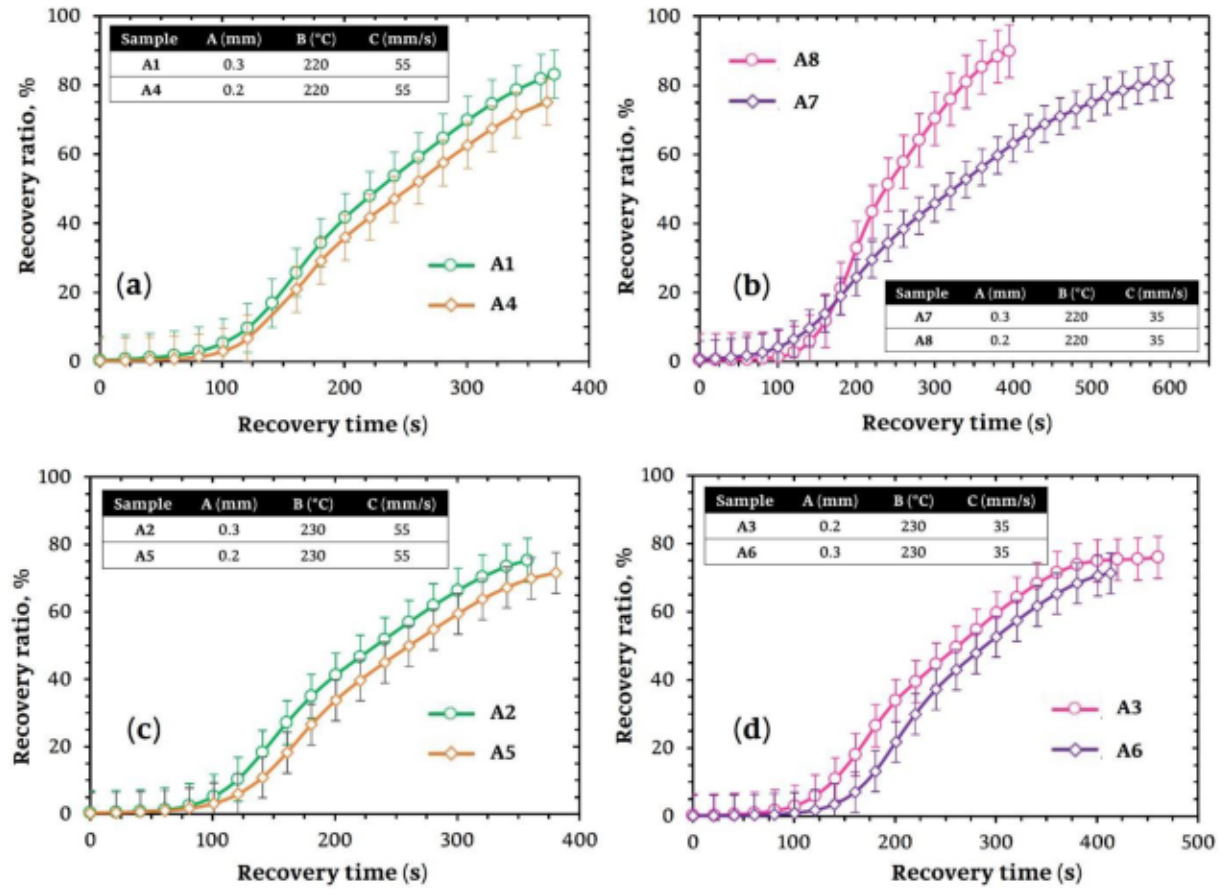 100
80
60
40
20
0
Recovery ratio, %
Sample A (mm) B (°C) C (mm/s)
A1 0.3 220 55
A4 0.2 220 55
(a)
A1
A4
0 100 200 300 400
Recovery time (s)
100
80
60
40
20
0
Recovery ratio, %
A8
A7
(b)
Sample A (mm) B (°C) C (mm/s)
A7 0.3 220 35
A8 0.2 220 35
0 100 200 300 400 500 600
Recovery time (s)
100
80
60
40
20
0
Recovery ratio, %
Sample A (mm) B (°C) C (mm/s)
A2 0.3 230 55
A5 0.2 230 55
(c)
A2
A5
0 100 200 300 400
Recovery time (s)
100
80
60
40
20
0
Recovery ratio, %
Sample A (mm) B (°C) C (mm/s)
A3 0.2 230 35
A6 0.3 230 35
(d)
A3
A6
0 100 200 300 400 500
Recovery time (s)